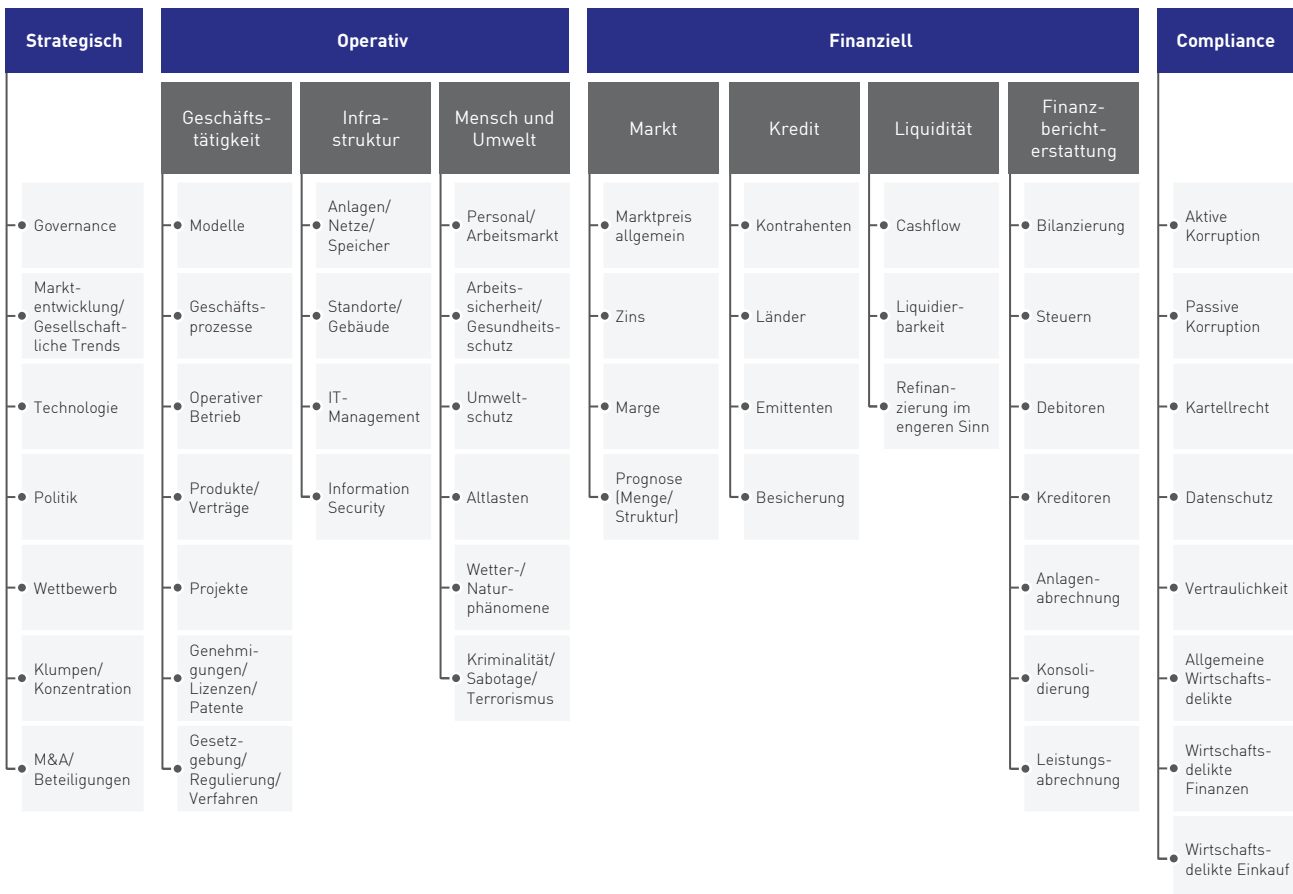 Strategisch
Governance
Markt-
entwicklung/
Gesellschaft-
liche Trends
Technologie
Politik
Wettbewerb
Klumpen/
Konzentration
M&A/
Beteiligungen
Operativ
Geschäfts-
tätigkeit
Modelle
Geschäfts-
prozesse
Operativer
Betrieb
Produkte/
Verträge
Projekte
Genehmi-
gungen/
Lizenzen/
Patente
Gesetz-
gebung/
Regulierung/
Verfahren
Infra-
struktur
Anlagen/
Netze/
Speicher
Standorte/
Gebäude
IT-
Management
Information
Security
Mensch und
Umwelt
Personal/
Arbeitsmarkt
Arbeits-
sicherheit/
Gesundheits-
schutz
Umwelt-
schutz
Altlasten
Wetter-/
Natur-
phänomene
Kriminalität/
Sabotage/
Terrorismus
Finanziell
Markt
Marktpreis
allgemein
Zins
Marge
Prognose
(Menge/
Struktur)
Kredit
Kontrahenten
Länder
Emittenten
Besicherung
Liquidität
Cashflow
Liquidier-
barkeit
Refinan-
zierung im
engeren Sinn
Finanz-
bericht-
erstattung
Bilanzierung
Steuern
Debitoren
Kreditoren
Anlagen-
abrechnung
Konsoli-
dierung
Leistungs-
abrechnung
Compliance
Aktive
Korruption
Passive
Korruption
Kartellrecht
Datenschutz
Vertraulichkeit
Allgemeine
Wirtschafts-
delikte
Wirtschafts-
delikte
Finanzen
Wirtschafts-
delikte Einkauf